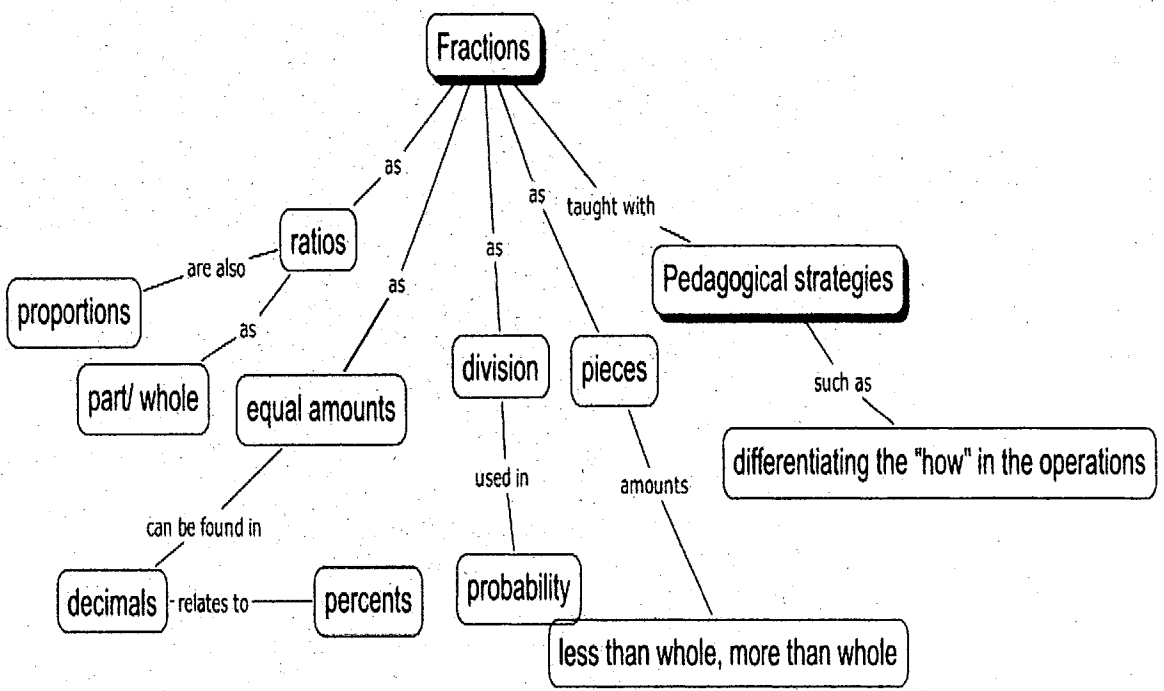 Fractions
as
as
as
as
taught with
ratios
are also
proportions
as
part/ whole
equal amounts
division
pieces
Pedagogical strategies
such as
differentiating the "how" in the operations
used in
amounts
can be found in
decimals
relates to
percents
probability
less than whole, more than whole